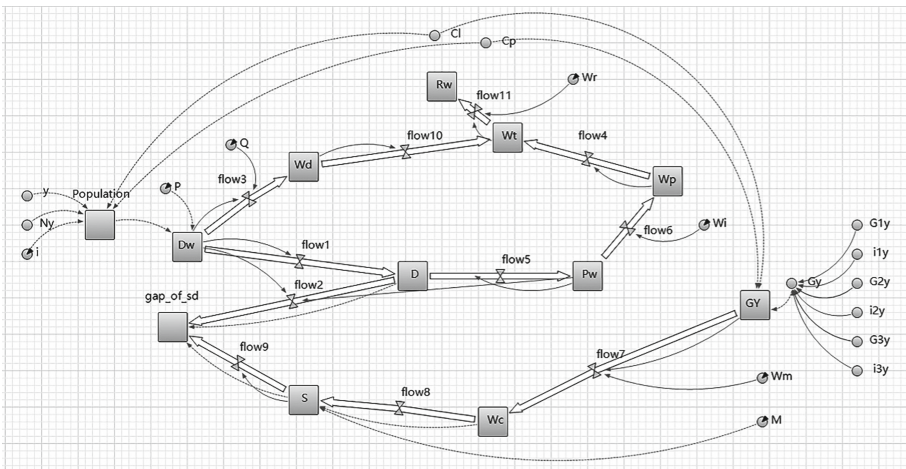 Cl
Cp
Rw
Wr
flow11
Q
flow10
Wt
flow4
Wd
flow3
y
Population
P
Wp
Ny
Dw
Wi
flow6
G1y
i
flow1
flow5
i1y
D
Pw
flow2
Gy
G2y
gap_of_sd
GY
i2y
G3y
flow9
flow7
i3y
Wm
S
flow8
Wc
M